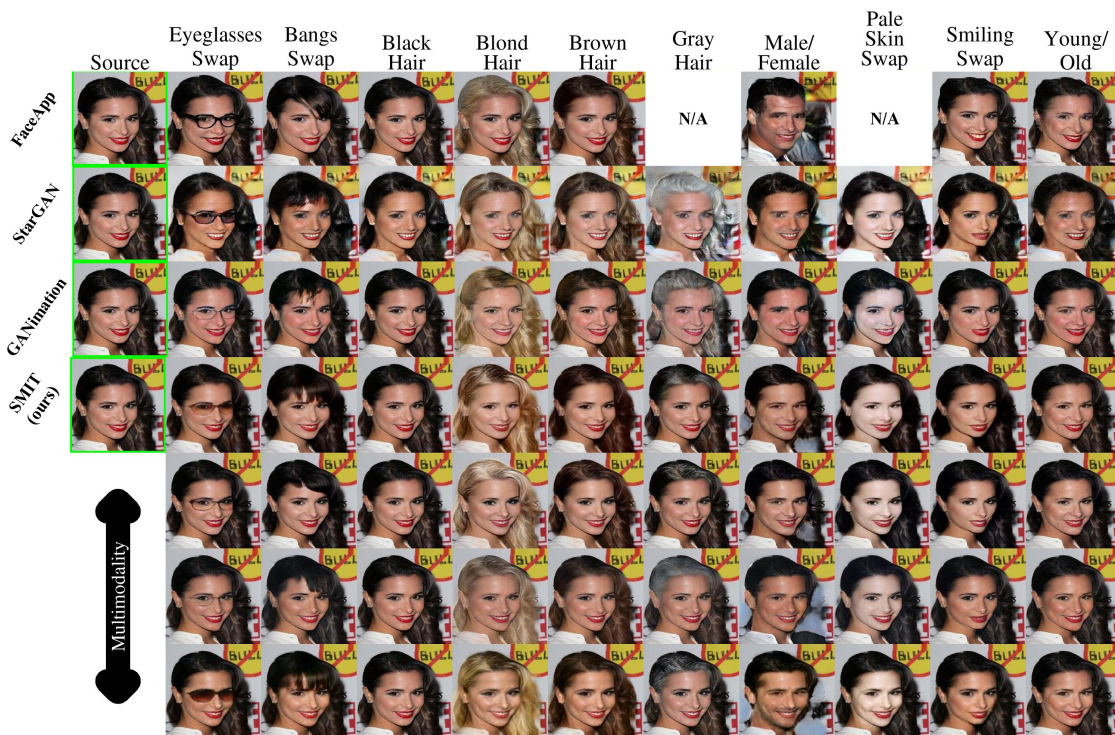 Source
Eyeglasses
Swap
Bangs
Swap
Black
Hair
Blond
Hair
Brown
Hair
Gray
Hair
Male/
Female
Pale
Skin
Swap
Smiling
Swap
Young/
Old
FaceApp
N/A
N/A
StarGAN
GANimation
SMIT
(ours)
Multimodality